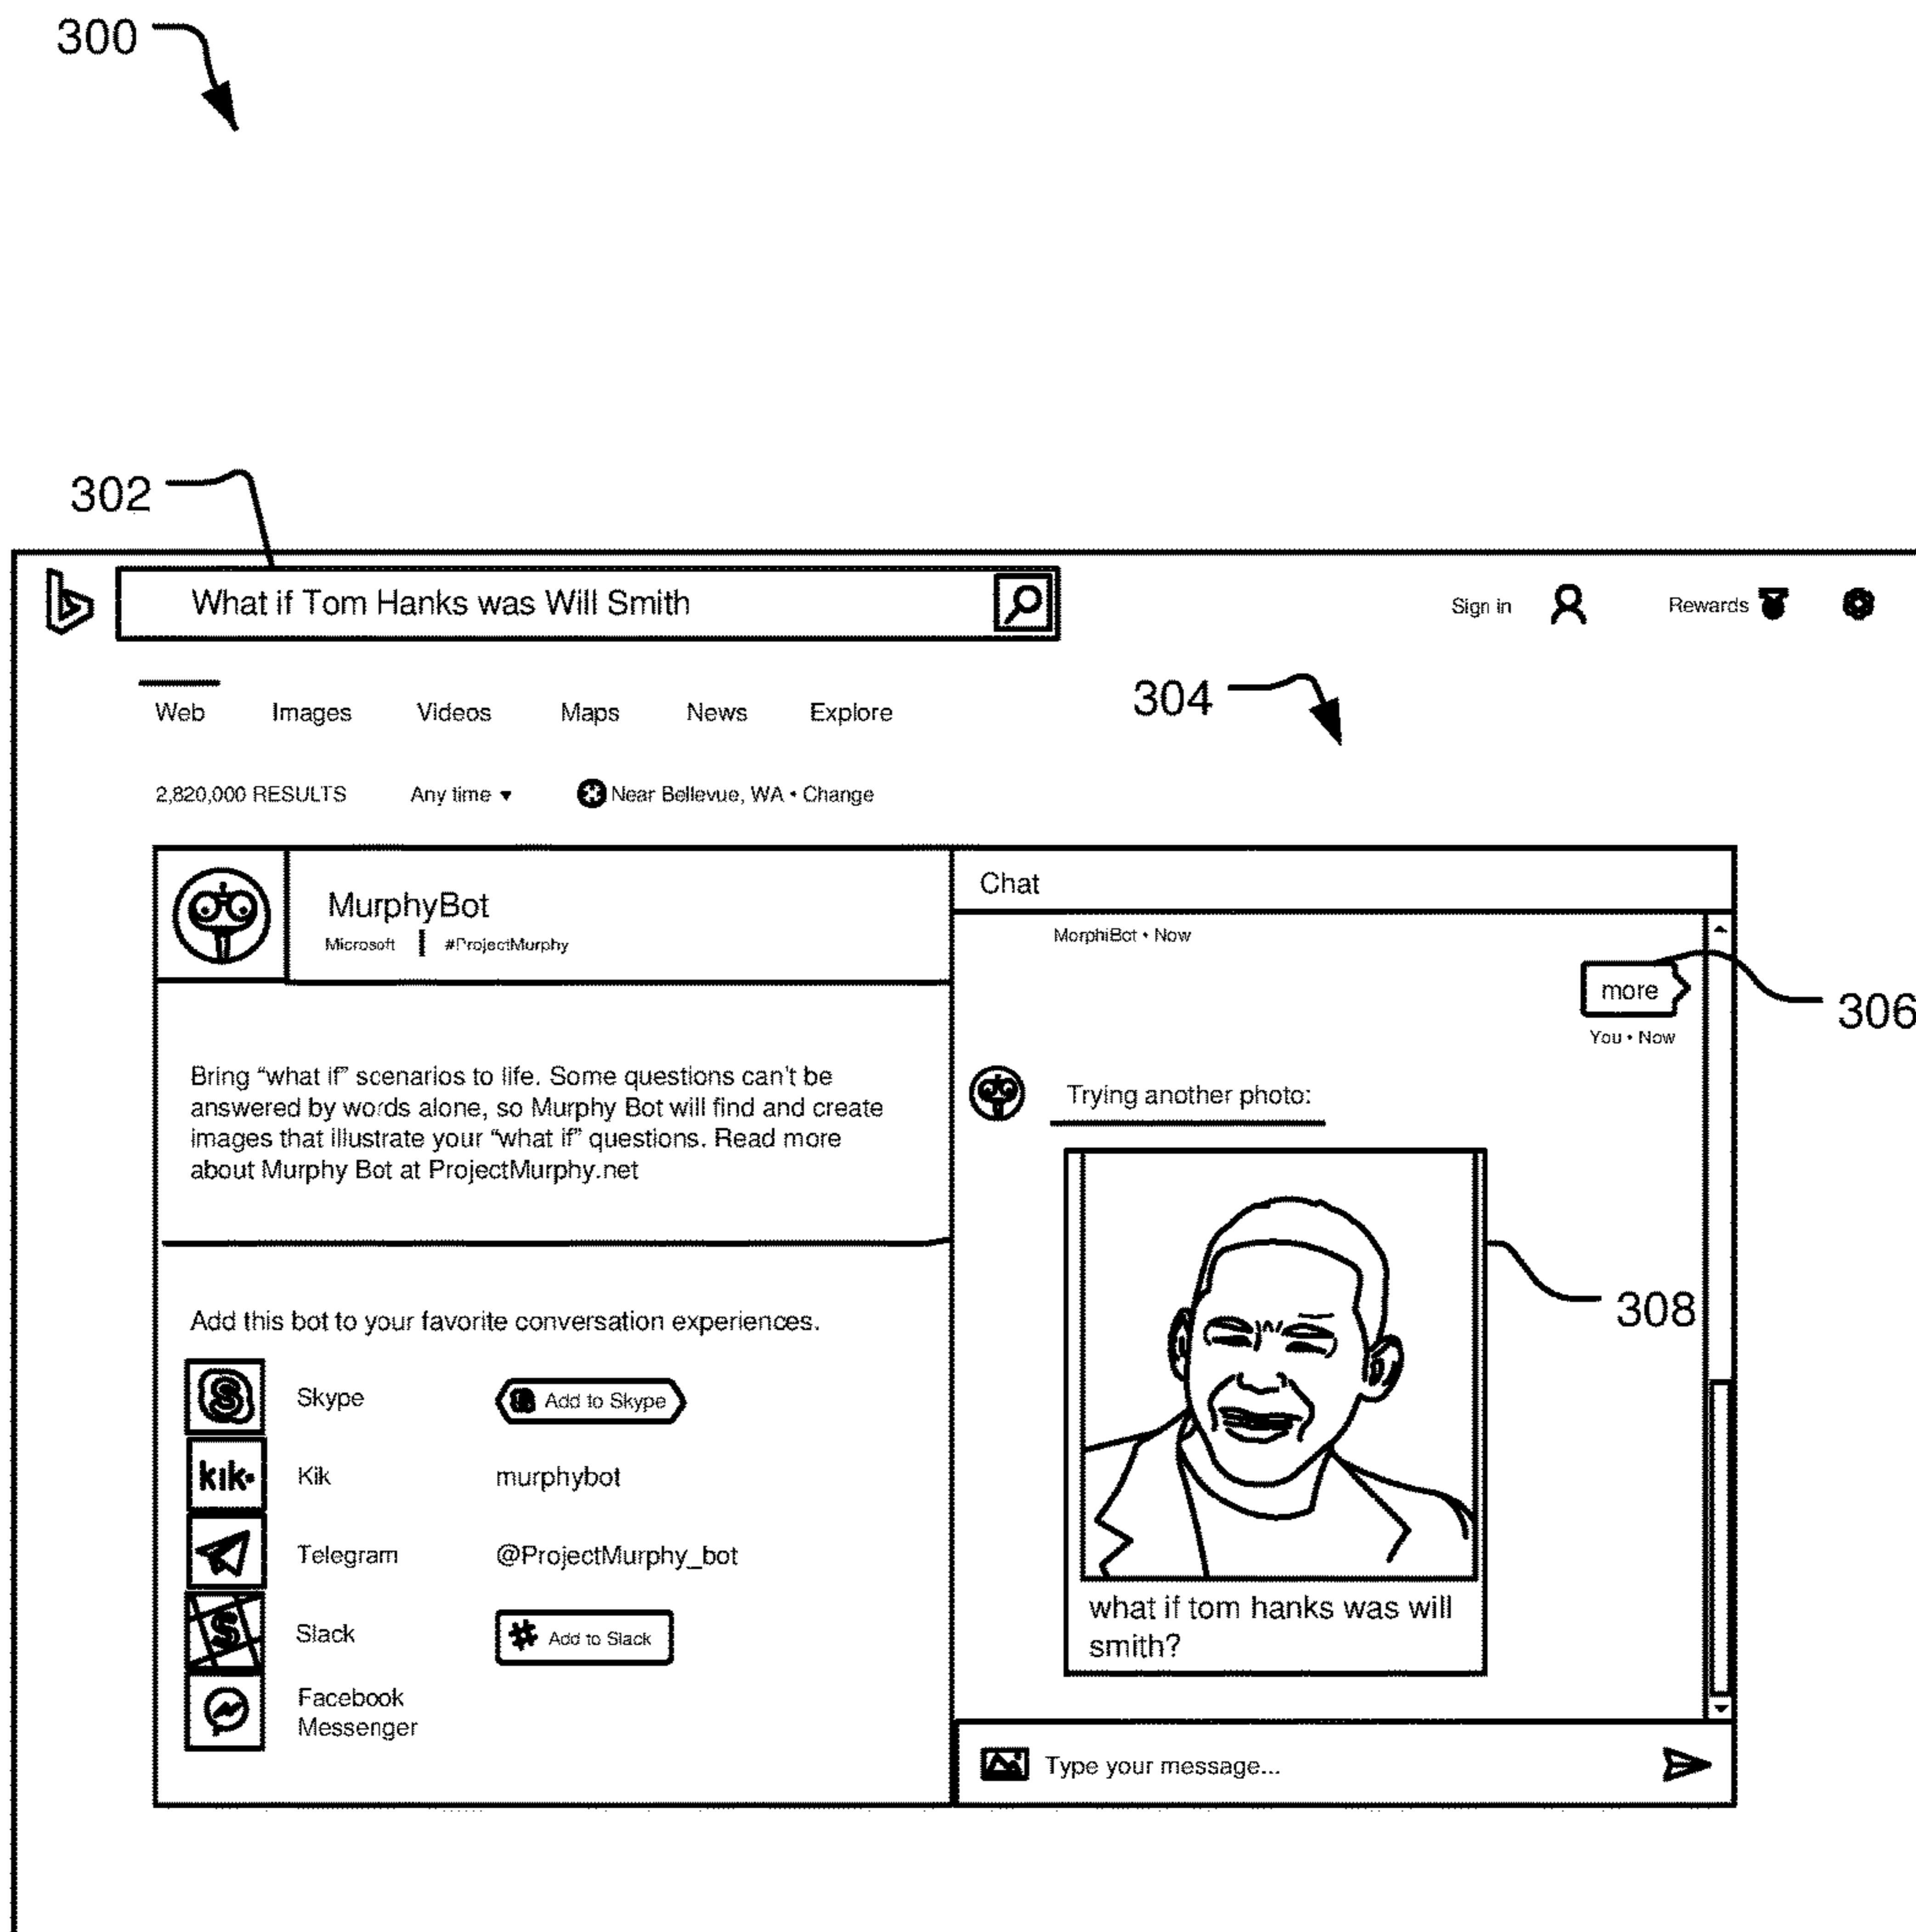 300
302
What if Tom Hanks was Will Smith
Sign in
Rewards
Web Images Videos Maps News Explore
304
2,820,000 RESULTS Any time ▾ Near Bellevue, WA • Change
MurphyBot
Microsoft | #ProjectMurphy
Bring “what if” scenarios to life. Some questions can't be
answered by words alone, so Murphy Bot will find and create
images that illustrate your “what if” questions. Read more
about Murphy Bot at ProjectMurphy.net
Add this bot to your favorite conversation experiences.
Skype Add to Skype
kik• Kik murphybot
Telegram @ProjectMurphy_bot
Slack Add to Slack
Facebook
Messenger
Chat
MorphiBot • Now
more
306
You • Now
Trying another photo:
308
what if tom hanks was will
smith?
Type your message...